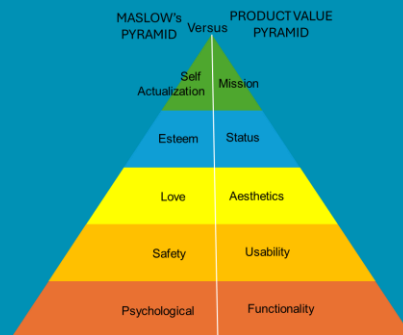 MASLOW's
PYRAMID
Versus
PRODUCT VALUE
PYRAMID
Self
Actualization
Mission
Esteem
Status
Love
Aesthetics
Safety
Usability
Psychological
Functionality